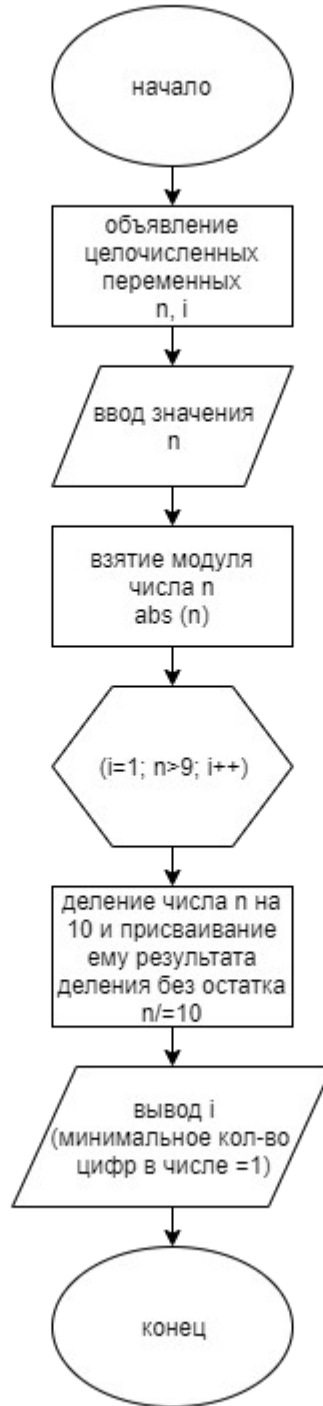 начало
объявление
целочисленных
переменных
n, i
ввод значения
n
взятие модуля
числа n
abs (n)
(i=1; n>9; i++)
деление числа n на
10 и присваивание
ему результата
деления без остатка
n/=10
вывод i
(минимальное кол-во
цифр в числе =1)
конец